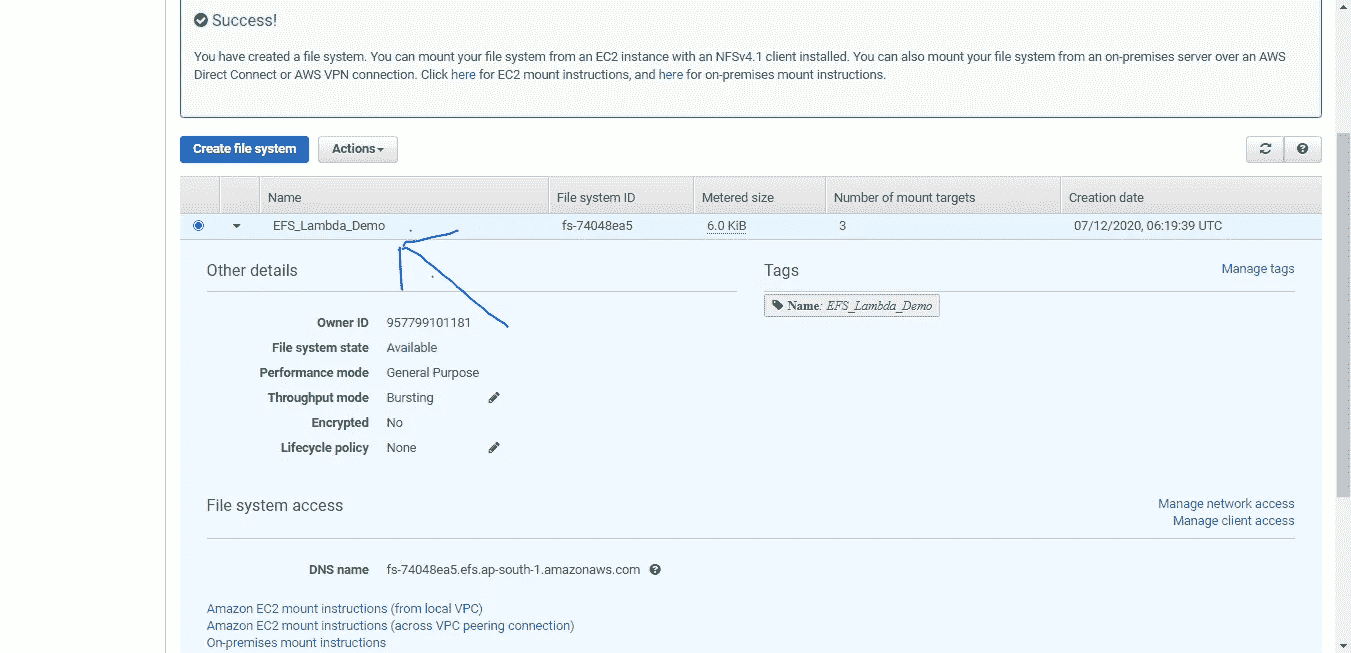 Success!
You have created a file system. You can mount your file system from an EC2 instance with an NFSv4.1 client installed. You can also mount your file system from an on-premises server over an AWS
Direct Connect or AWS VPN connection. Click here for EC2 mount instructions, and here for on-premises mount instructions.
Create file system Actions
Name File system ID Metered size Number of mount targets Creation date
EFS_Lambda_Demo fs-74048ea5 6.0 KiB 3 07/12/2020, 06:19:39 UTC
Other details
Owner ID 957799101181
File system state Available
Performance mode General Purpose
Throughput mode Bursting
Encrypted No
Lifecycle policy None
Tags Manage tags
Name: EFS_Lambda_Demo
File system access Manage network access
Manage client access
DNS name fs-74048ea5.efs.ap-south-1.amazonaws.com
Amazon EC2 mount instructions (from local VPC)
Amazon EC2 mount instructions (across VPC peering connection)
On-premises mount instructions